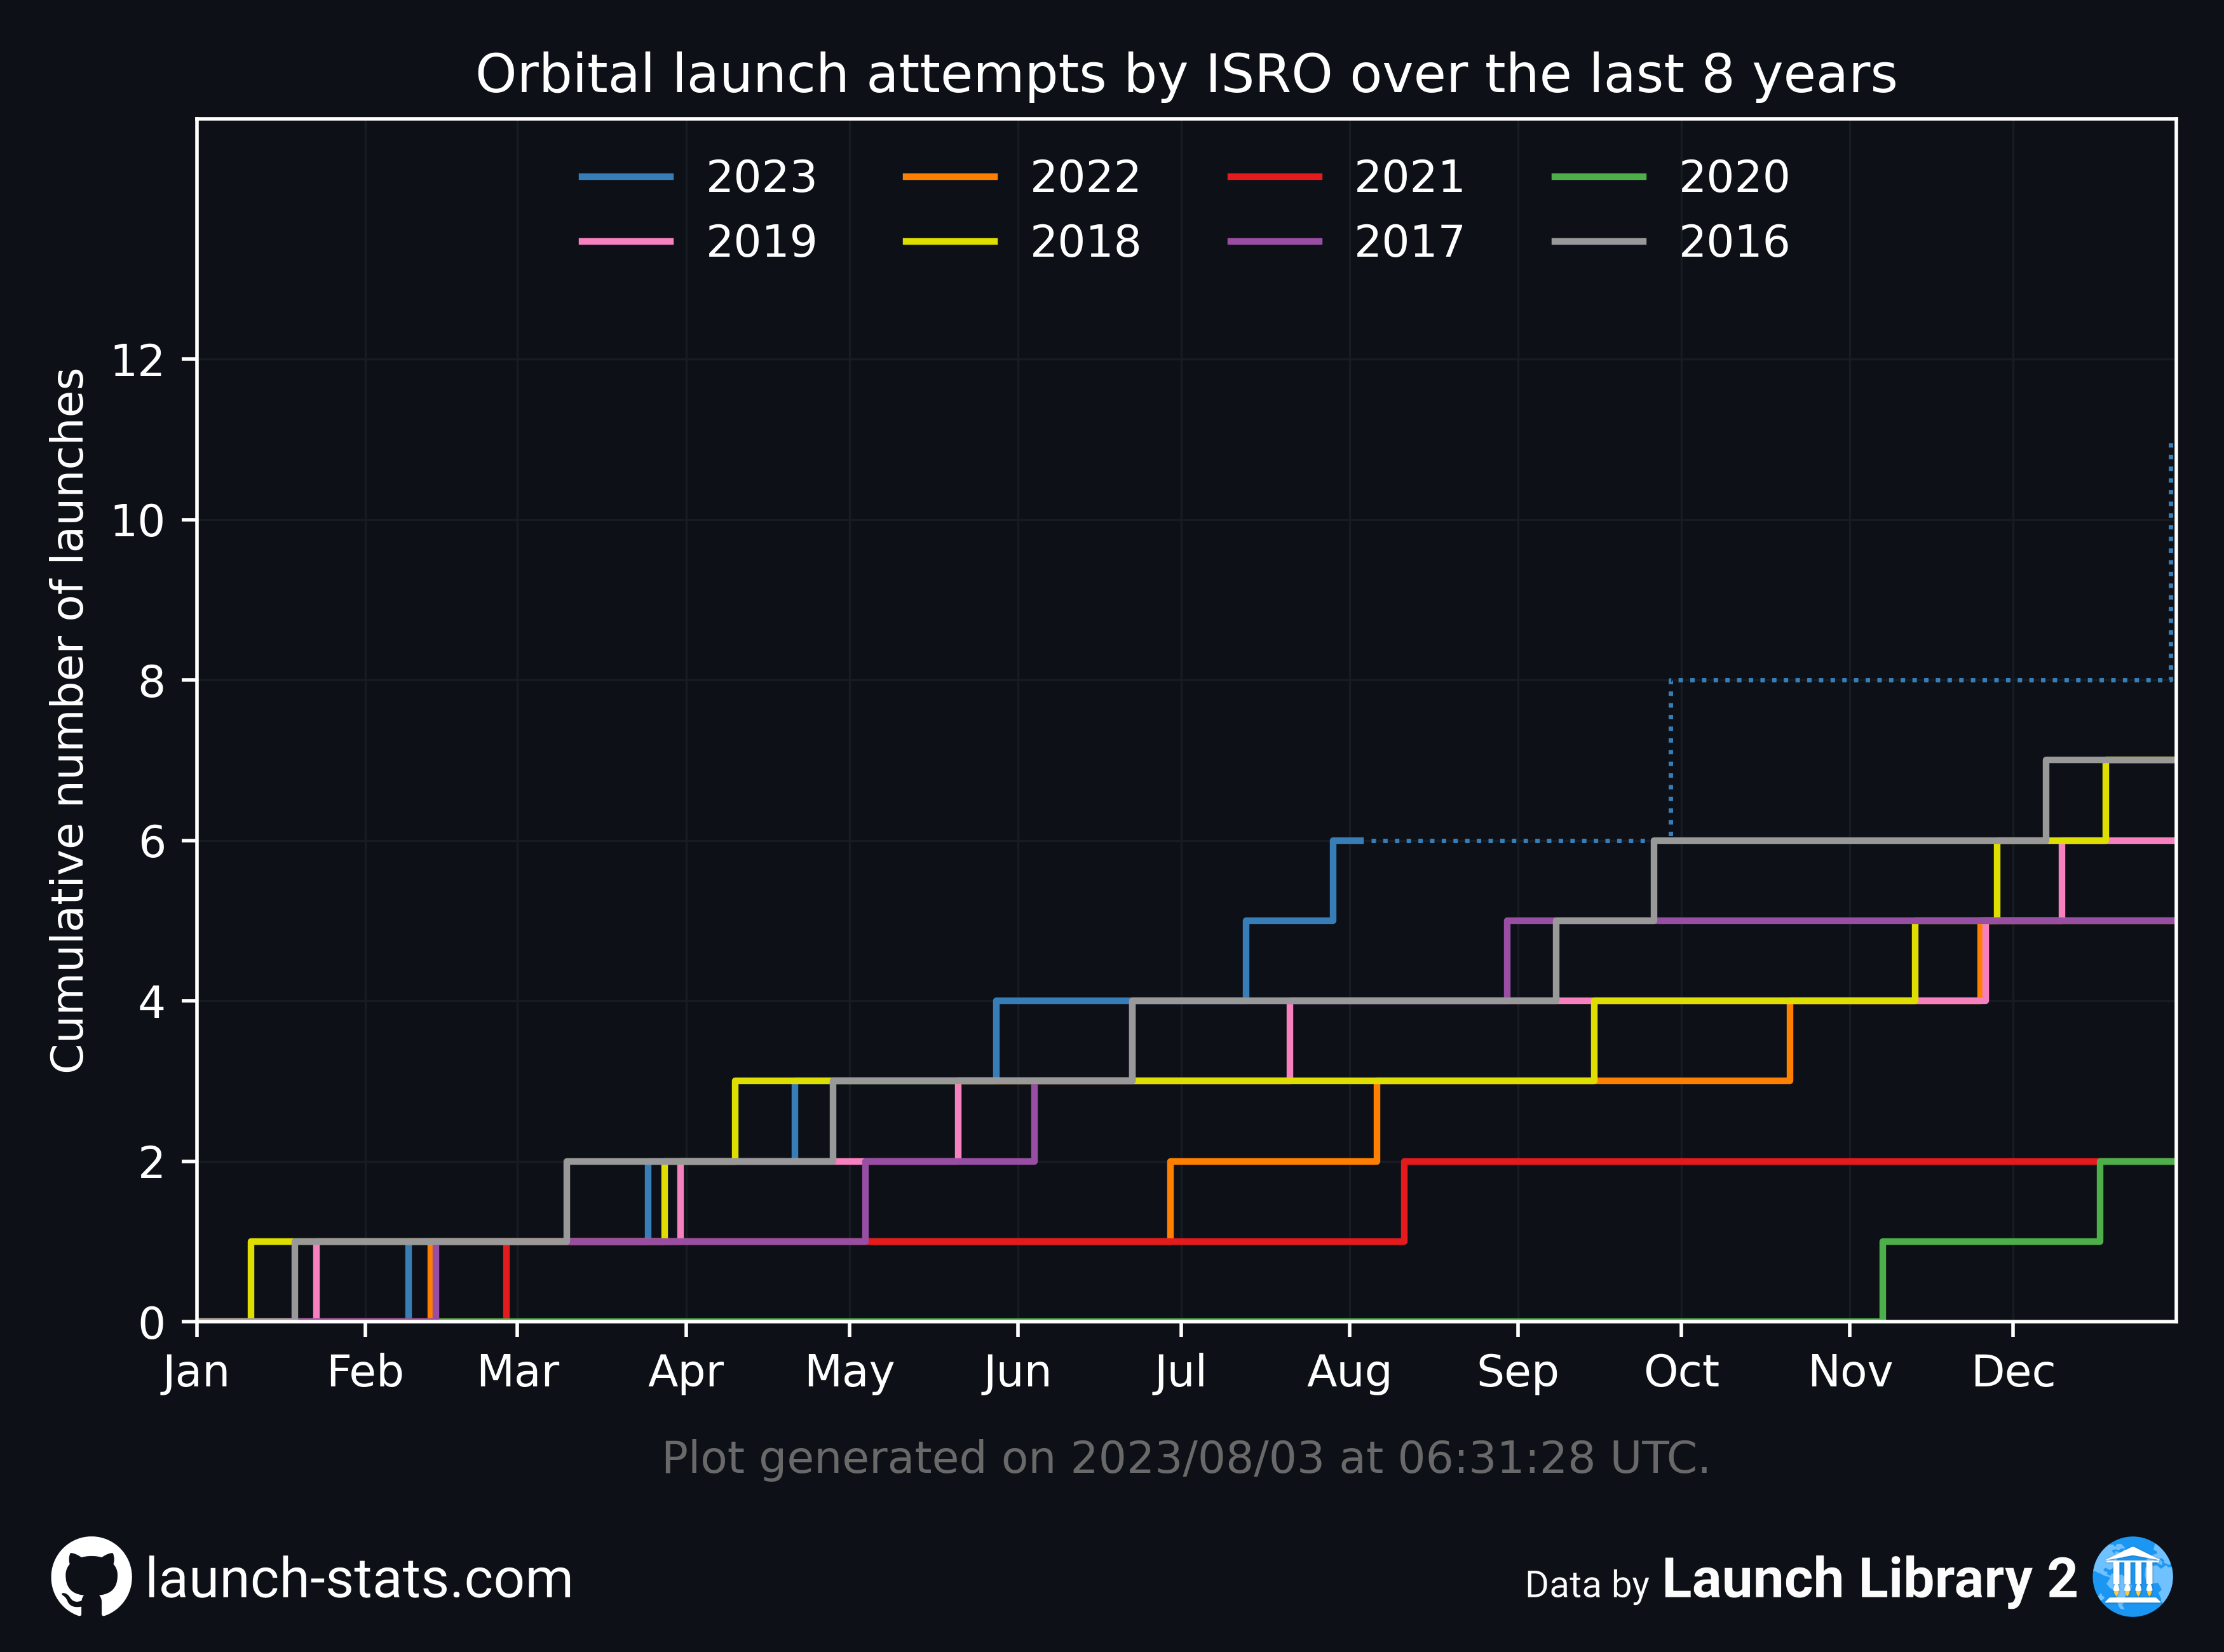 Orbital launch attempts by ISRO over the last 8 years
2023 2022 2021 2020
2019 2018 2017 2016
Cumulative number of launches
12
10
8
6
4
2
0
Jan Feb Mar Apr May Jun Jul Aug Sep Oct Nov Dec
Plot generated on 2023/08/03 at 06:31:28 UTC.
launch-stats.com
Data by Launch Library 2